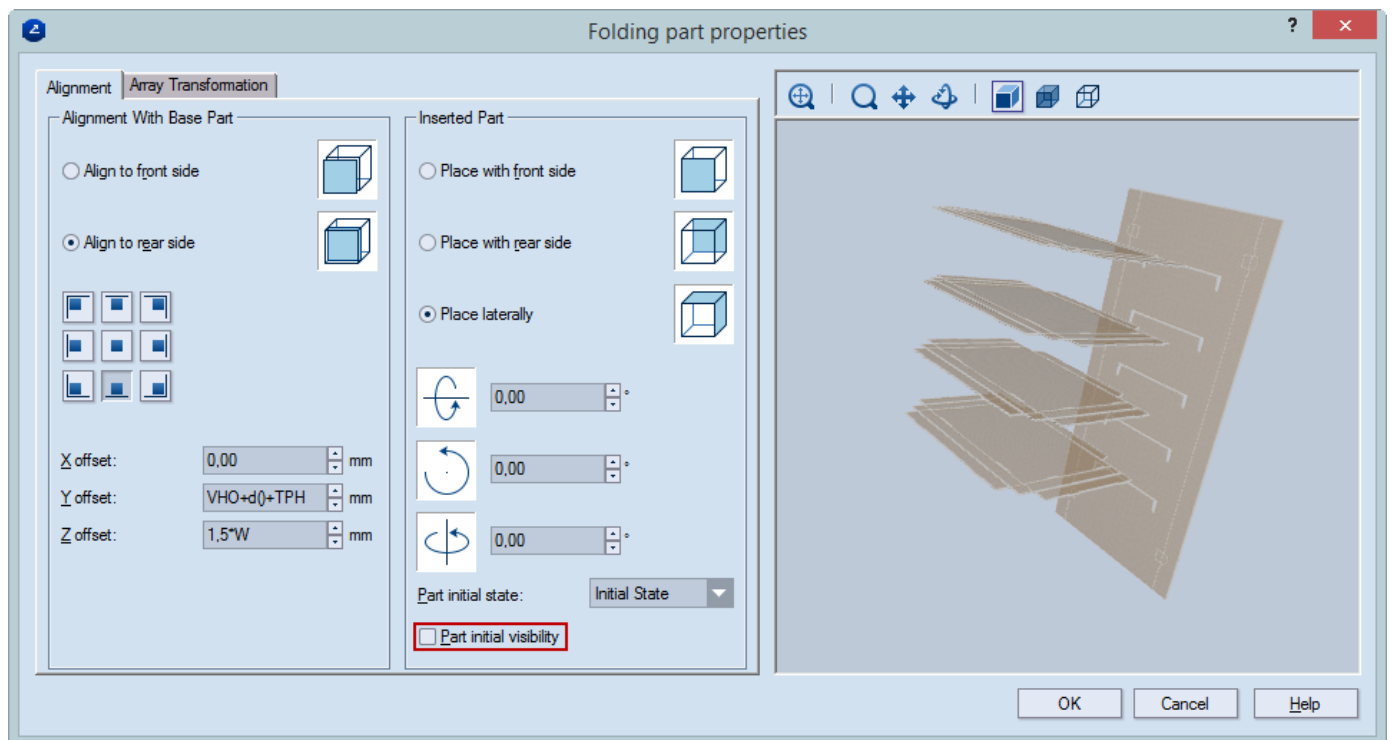 Folding part properties
?
Alignment
Array Transformation
Alignment With Base Part
Align to front side
Align to rear side
X offset: 0,00 mm
Y offset: VHO+d()+TPH mm
Z offset: 1,5*W mm
Inserted Part
Place with front side
Place with rear side
Place laterally
0,00 °
0,00 °
0,00 °
Part initial state: Initial State
Part initial visibility
OK
Cancel
Help